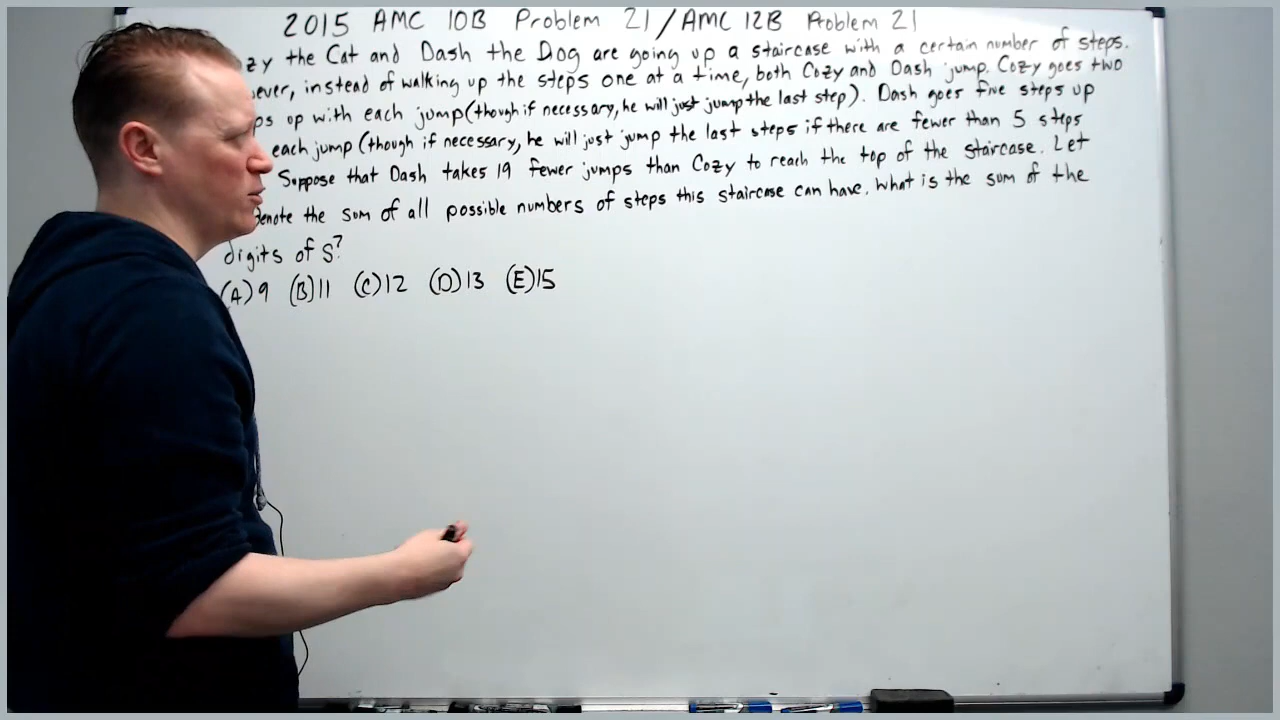 2015 AMC 10B Problem 21/AMC 12B Problem 21
zy the Cat and Dash the Dog are going up a staircase with a certain number of steps.
ever, instead of walking up the steps one at a time, both Cozy and Dash jump. Cozy goes two
ps up with each jump (though if necessary, he will just jump the last step). Dash goes five steps up
each jump (though if necessary, he will just jump the last steps if there are fewer than 5 steps
Suppose that Dash takes 19 fewer jumps than Cozy to reach the top of the staircase. Let
Denote the sum of all possible numbers of steps this staircase can have. What is the sum of the
digits of S?
(A) 9 (B) 11 (C) 12 (D) 13 (E) 15